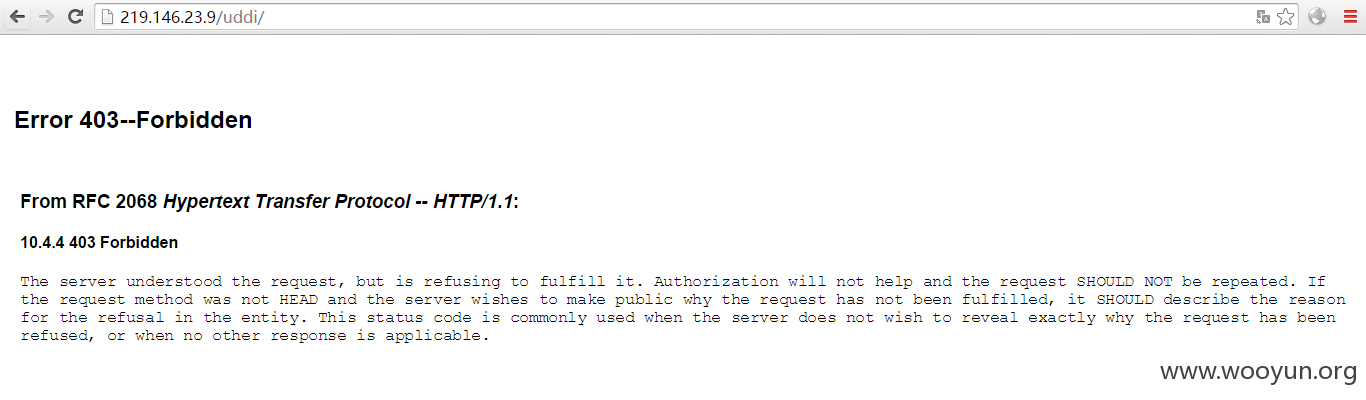 219.146.23.9/uddi/
Error 403--Forbidden
From RFC 2068 Hypertext Transfer Protocol -- HTTP/1.1:
10.4.4 403 Forbidden
The server understood the request, but is refusing to fulfill it. Authorization will not help and the request SHOULD NOT be repeated. If
the request method was not HEAD and the server wishes to make public why the request has not been fulfilled, it SHOULD describe the reason
for the refusal in the entity. This status code is commonly used when the server does not wish to reveal exactly why the request has been
refused, or when no other response is applicable.
www.wooyun.org